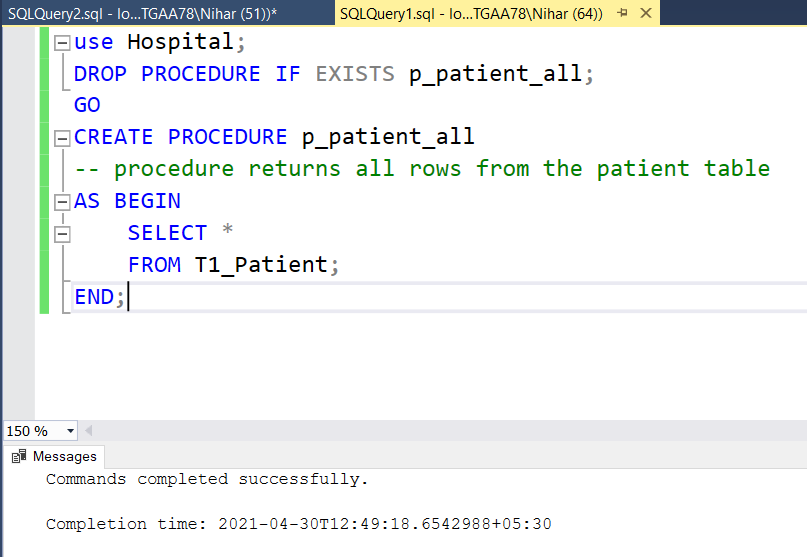 SQLQuery2.sql - lo...TGAA78\Nihar (51))* SQLQuery1.sql - lo...TGAA78\Nihar (64))
use Hospital;
DROP PROCEDURE IF EXISTS p_patient_all;
GO
CREATE PROCEDURE p_patient_all
-- procedure returns all rows from the patient table
AS BEGIN
SELECT *
FROM T1_Patient;
END;
150 %
Messages
Commands completed successfully.
Completion time: 2021-04-30T12:49:18.6542988+05:30